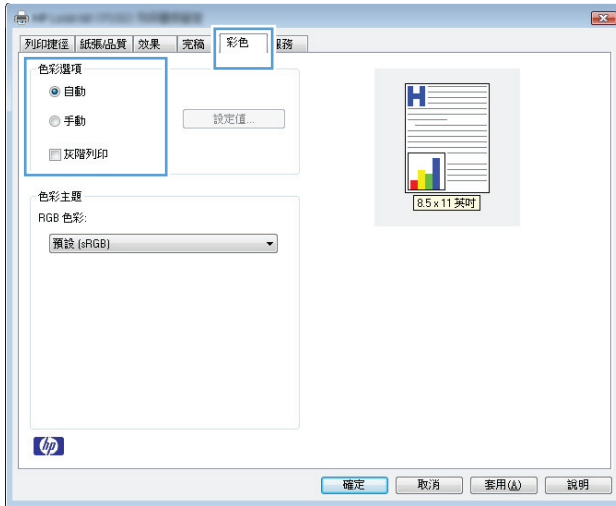 列印捷徑 紙張/品質 效果 完稿 彩色 服務
色彩選項
自動
手動
設定值...
灰階列印
色彩主題
RGB 色彩:
預設 (sRGB)
H
8.5 x 11 英吋
hp
確定 取消 套用(A) 說明